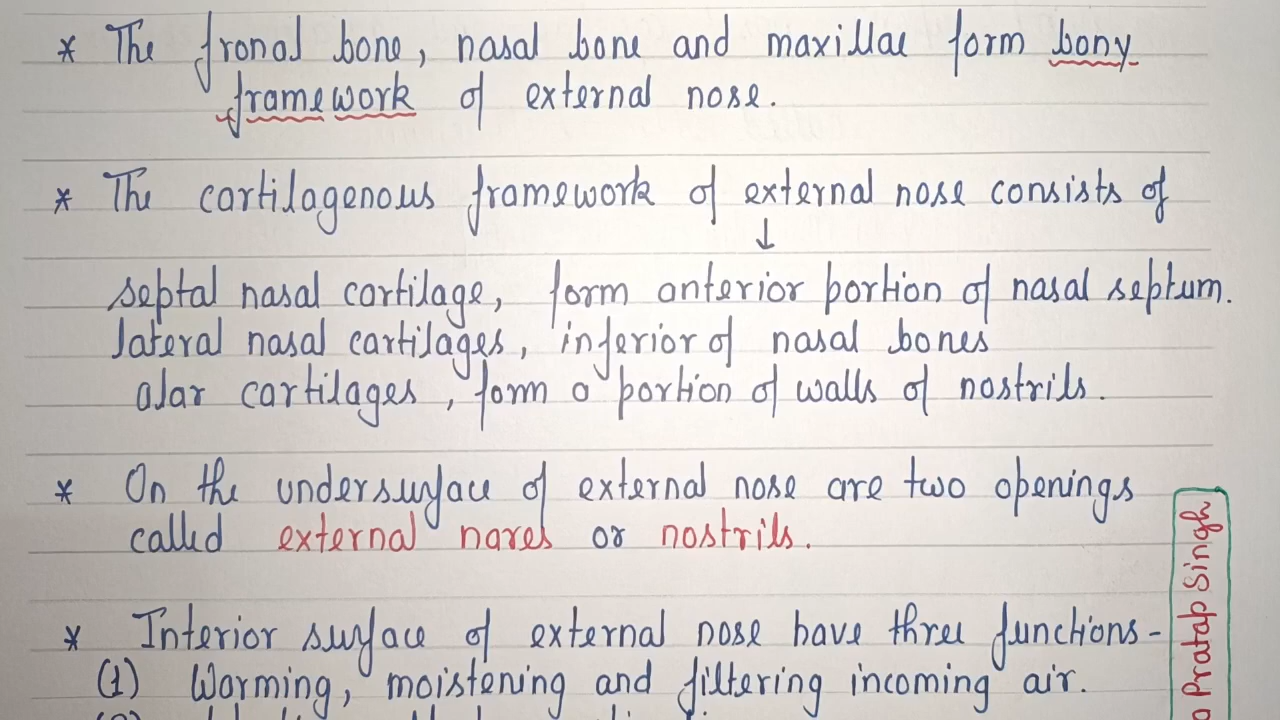 * The fronal bone, nasal bone and maxillae form bony
framework of external nose.
* The cartilagenous framework of external nose consists of
↓
septal nasal cartilage, form anterior portion of nasal septum.
lateral nasal cartilages, inferior of nasal bones
alar cartilages, form a portion of walls of nostrils.
* On the undersurface of external nose are two openings
called external nares or nostrils.
* Interior surface of external nose have three functions-
(1) Warming, moistening and filtering incoming air.
Pratap Singh